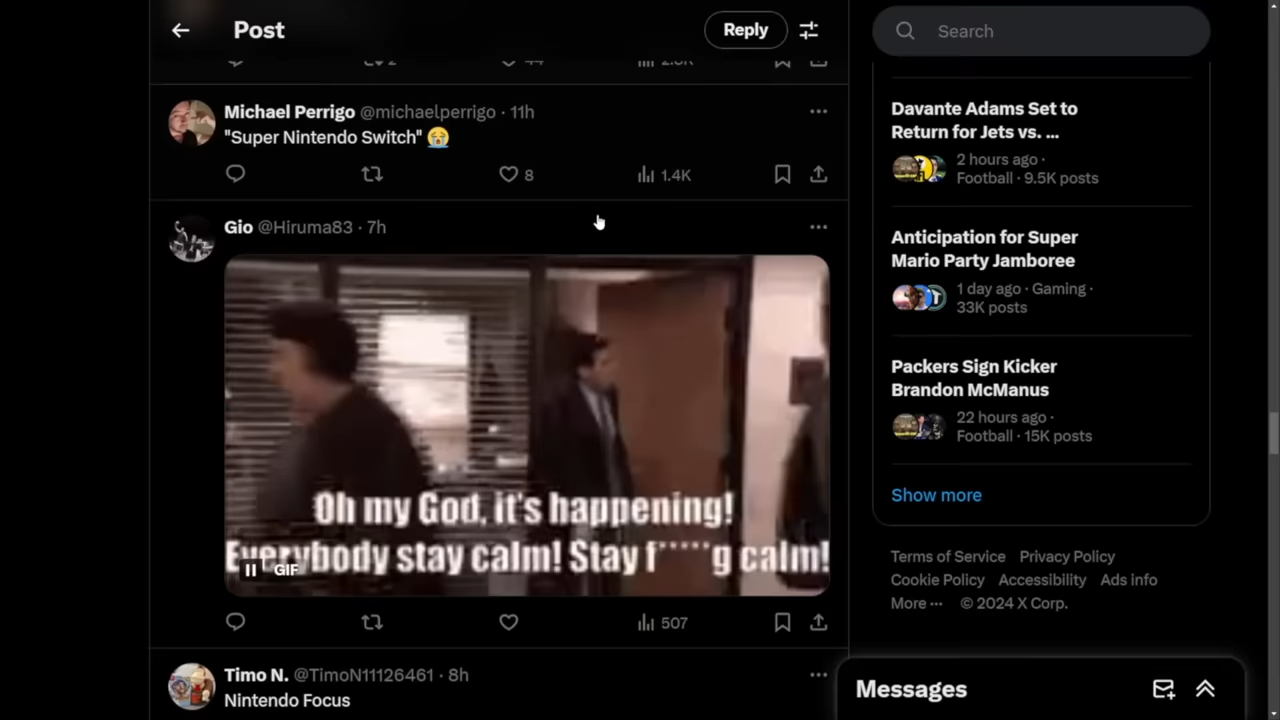 Post
Reply
Search
2
44
Michael Perrigo @michaelperrigo · 11h
"Super Nintendo Switch" 😭
8
1.4K
Gio @Hiruma83 · 7h
Oh my God, it's happening!
Everybody stay calm! Stay f*****g calm!
GIF
507
Timo N. @TimoN11126461 · 8h
Nintendo Focus
Davante Adams Set to
Return for Jets vs. ...
2 hours ago ·
Football · 9.5K posts
Anticipation for Super
Mario Party Jamboree
1 day ago · Gaming ·
33K posts
Packers Sign Kicker
Brandon McManus
22 hours ago ·
Football · 15K posts
Show more
Terms of Service Privacy Policy
Cookie Policy Accessibility Ads info
More ··· © 2024 X Corp.
Messages